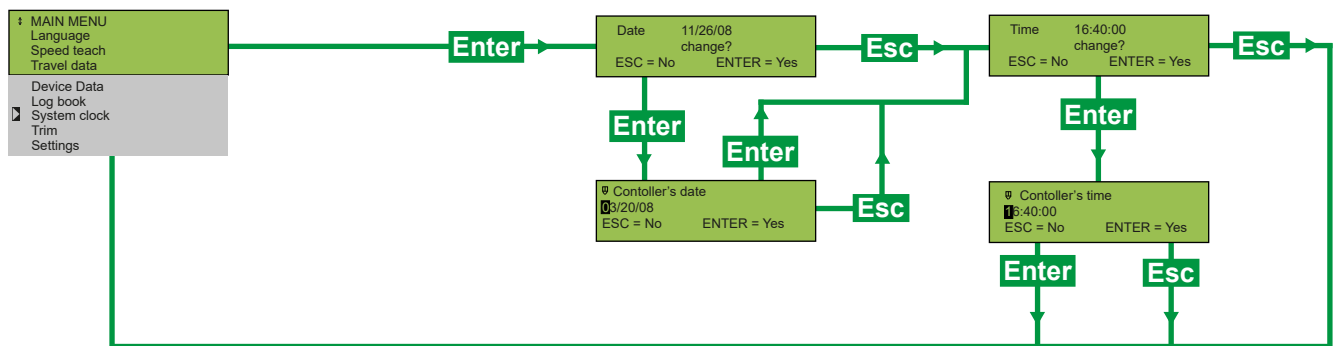 MAIN MENU
Language
Speed teach
Travel data
Device Data
Log book
System clock
Trim
Settings
Enter
Date 11/26/08
change?
ESC = No ENTER = Yes
Enter
Contoller's date
03/20/08
ESC = No ENTER = Yes
Enter
Esc
Esc
Time 16:40:00
change?
ESC = No ENTER = Yes
Esc
Enter
Contoller's time
16:40:00
ESC = No ENTER = Yes
Enter
Esc